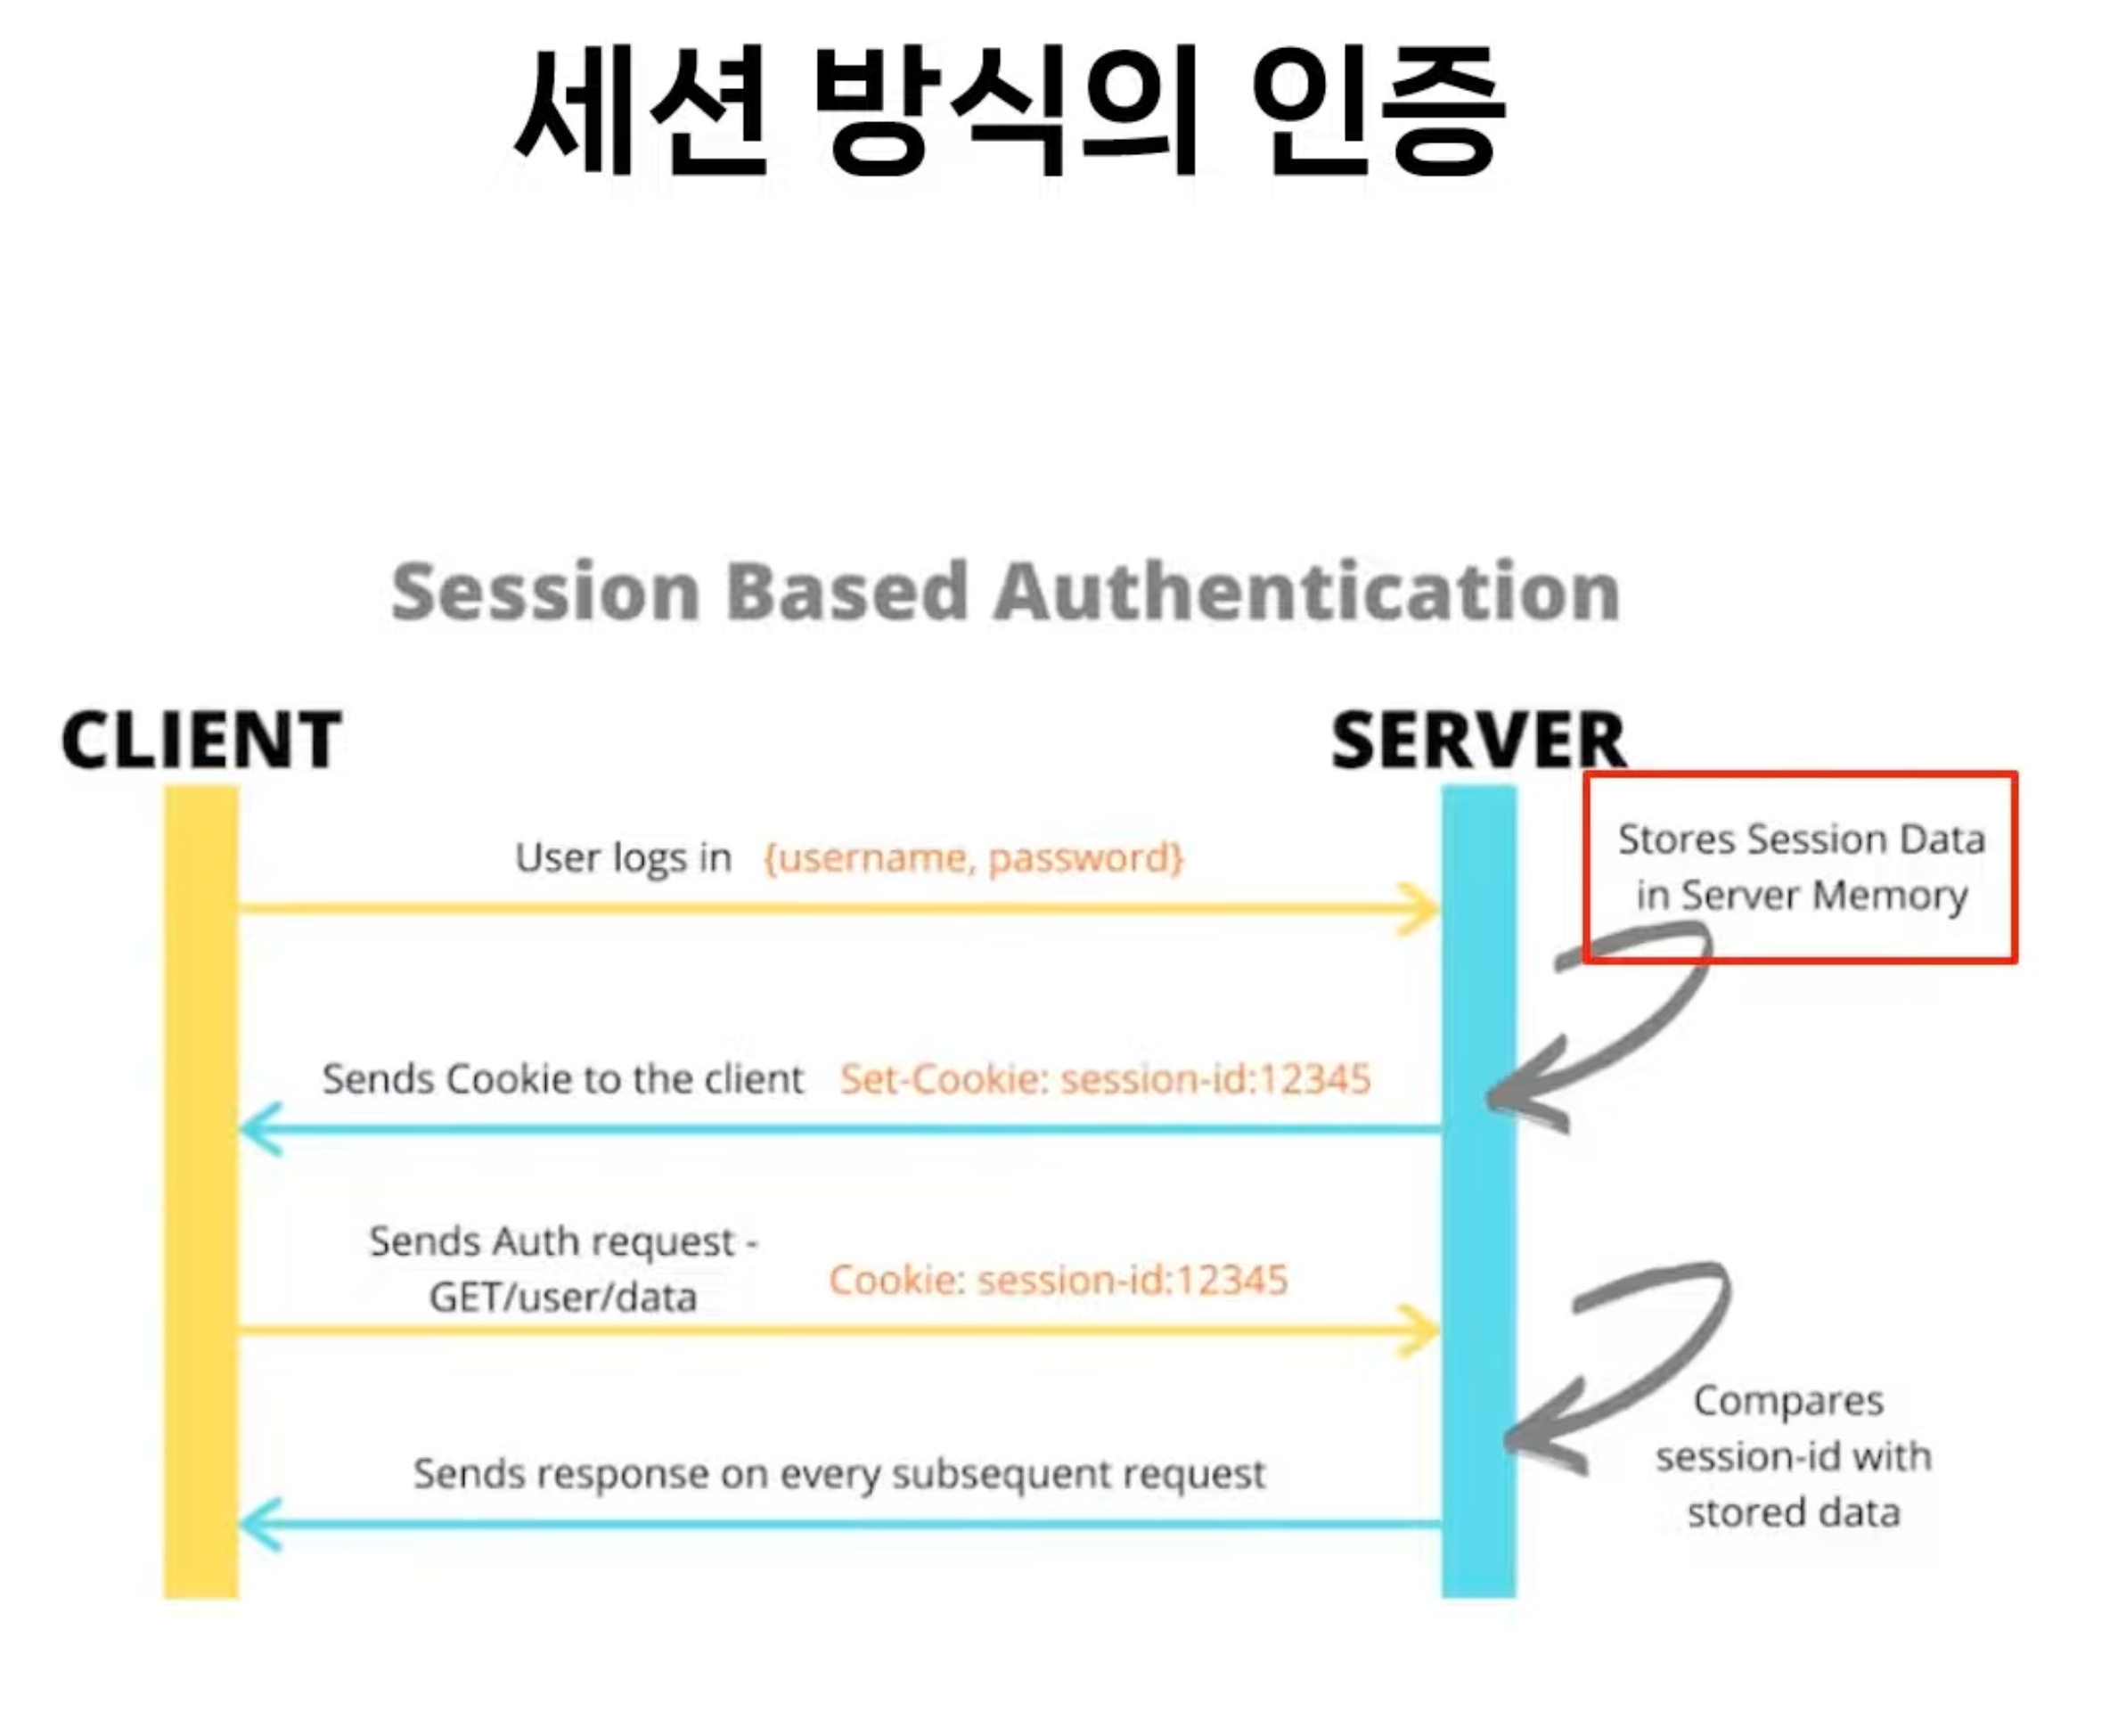 세션 방식의 인증
Session Based Authentication
CLIENT
SERVER
User logs in {username, password}
Stores Session Data
in Server Memory
Sends Cookie to the client Set-Cookie: session-id:12345
Sends Auth request -
GET/user/data
Cookie: session-id:12345
Compares
session-id with
stored data
Sends response on every subsequent request